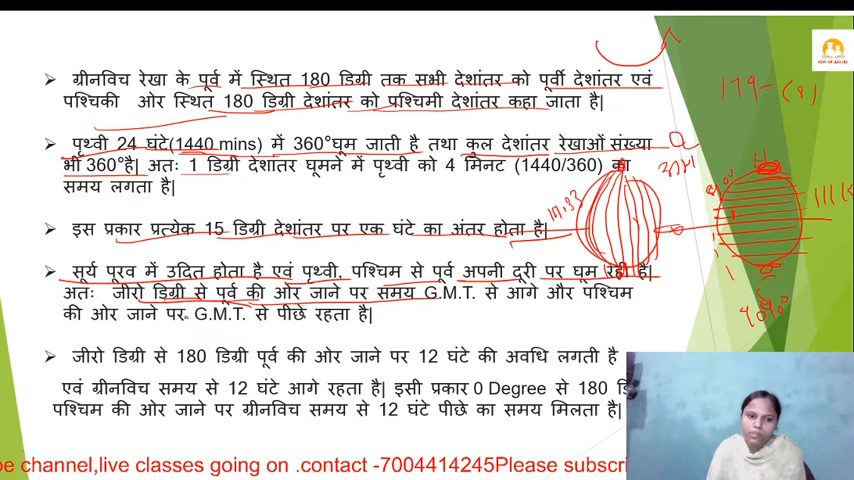 ग्रीनविच रेखा के पूर्व में स्थित 180 डिग्री तक सभी देशांतर को पूर्वी देशांतर एवं
पश्चिकी ओर स्थित 180 डिग्री देशांतर को पश्चिमी देशांतर कहा जाता है|
पृथ्वी 24 घंटे(1440 mins) में 360°घूम जाती है तथा कुल देशांतर रेखाओं संख्या
भी 360°है| अतः 1 डिग्री देशांतर घूमने में पृथ्वी को 4 मिनट (1440/360) का
समय लगता है|
इस प्रकार प्रत्येक 15 डिग्री देशांतर पर एक घंटे का अंतर होता है|
सूर्य पूरव में उदित होता है एवं पृथ्वी, पश्चिम से पूर्व अपनी दूरी पर घूम रही है|
अतः जीरो डिग्री से पूर्व की ओर जाने पर समय G.M.T. से आगे और पश्चिम
की ओर जाने पर G.M.T. से पीछे रहता है|
जीरो डिग्री से 180 डिग्री पूर्व की ओर जाने पर 12 घंटे की अवधि लगती है
एवं ग्रीनविच समय से 12 घंटे आगे रहता है| इसी प्रकार 0 Degree से 180
पश्चिम की ओर जाने पर ग्रीनविच समय से 12 घंटे पीछे का समय मिलता है|
111.33
channel,live classes going on .contact -7004414245Please subscri